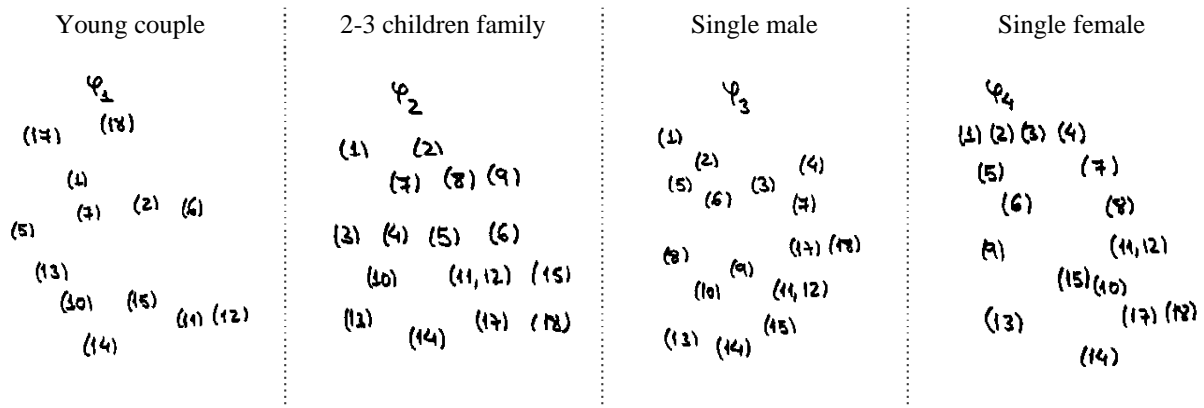 Young couple
φ1
(17) (18)
(1)
(7) (2) (6)
(5)
(13)
(10) (15)
(11) (12)
(14)
2-3 children family
φ2
(1) (2)
(7) (8) (9)
(3) (4) (5) (6)
(10) (11, 12) (15)
(13) (17) (18)
(14)
Single male
φ3
(1)
(2) (4)
(5) (6) (3) (7)
(17) (18)
(8) (9)
(10) (11, 12)
(15)
(13) (14)
Single female
φ4
(1) (2) (3) (4)
(5) (7)
(6) (8)
(9) (11, 12)
(15) (10)
(13) (17) (18)
(14)